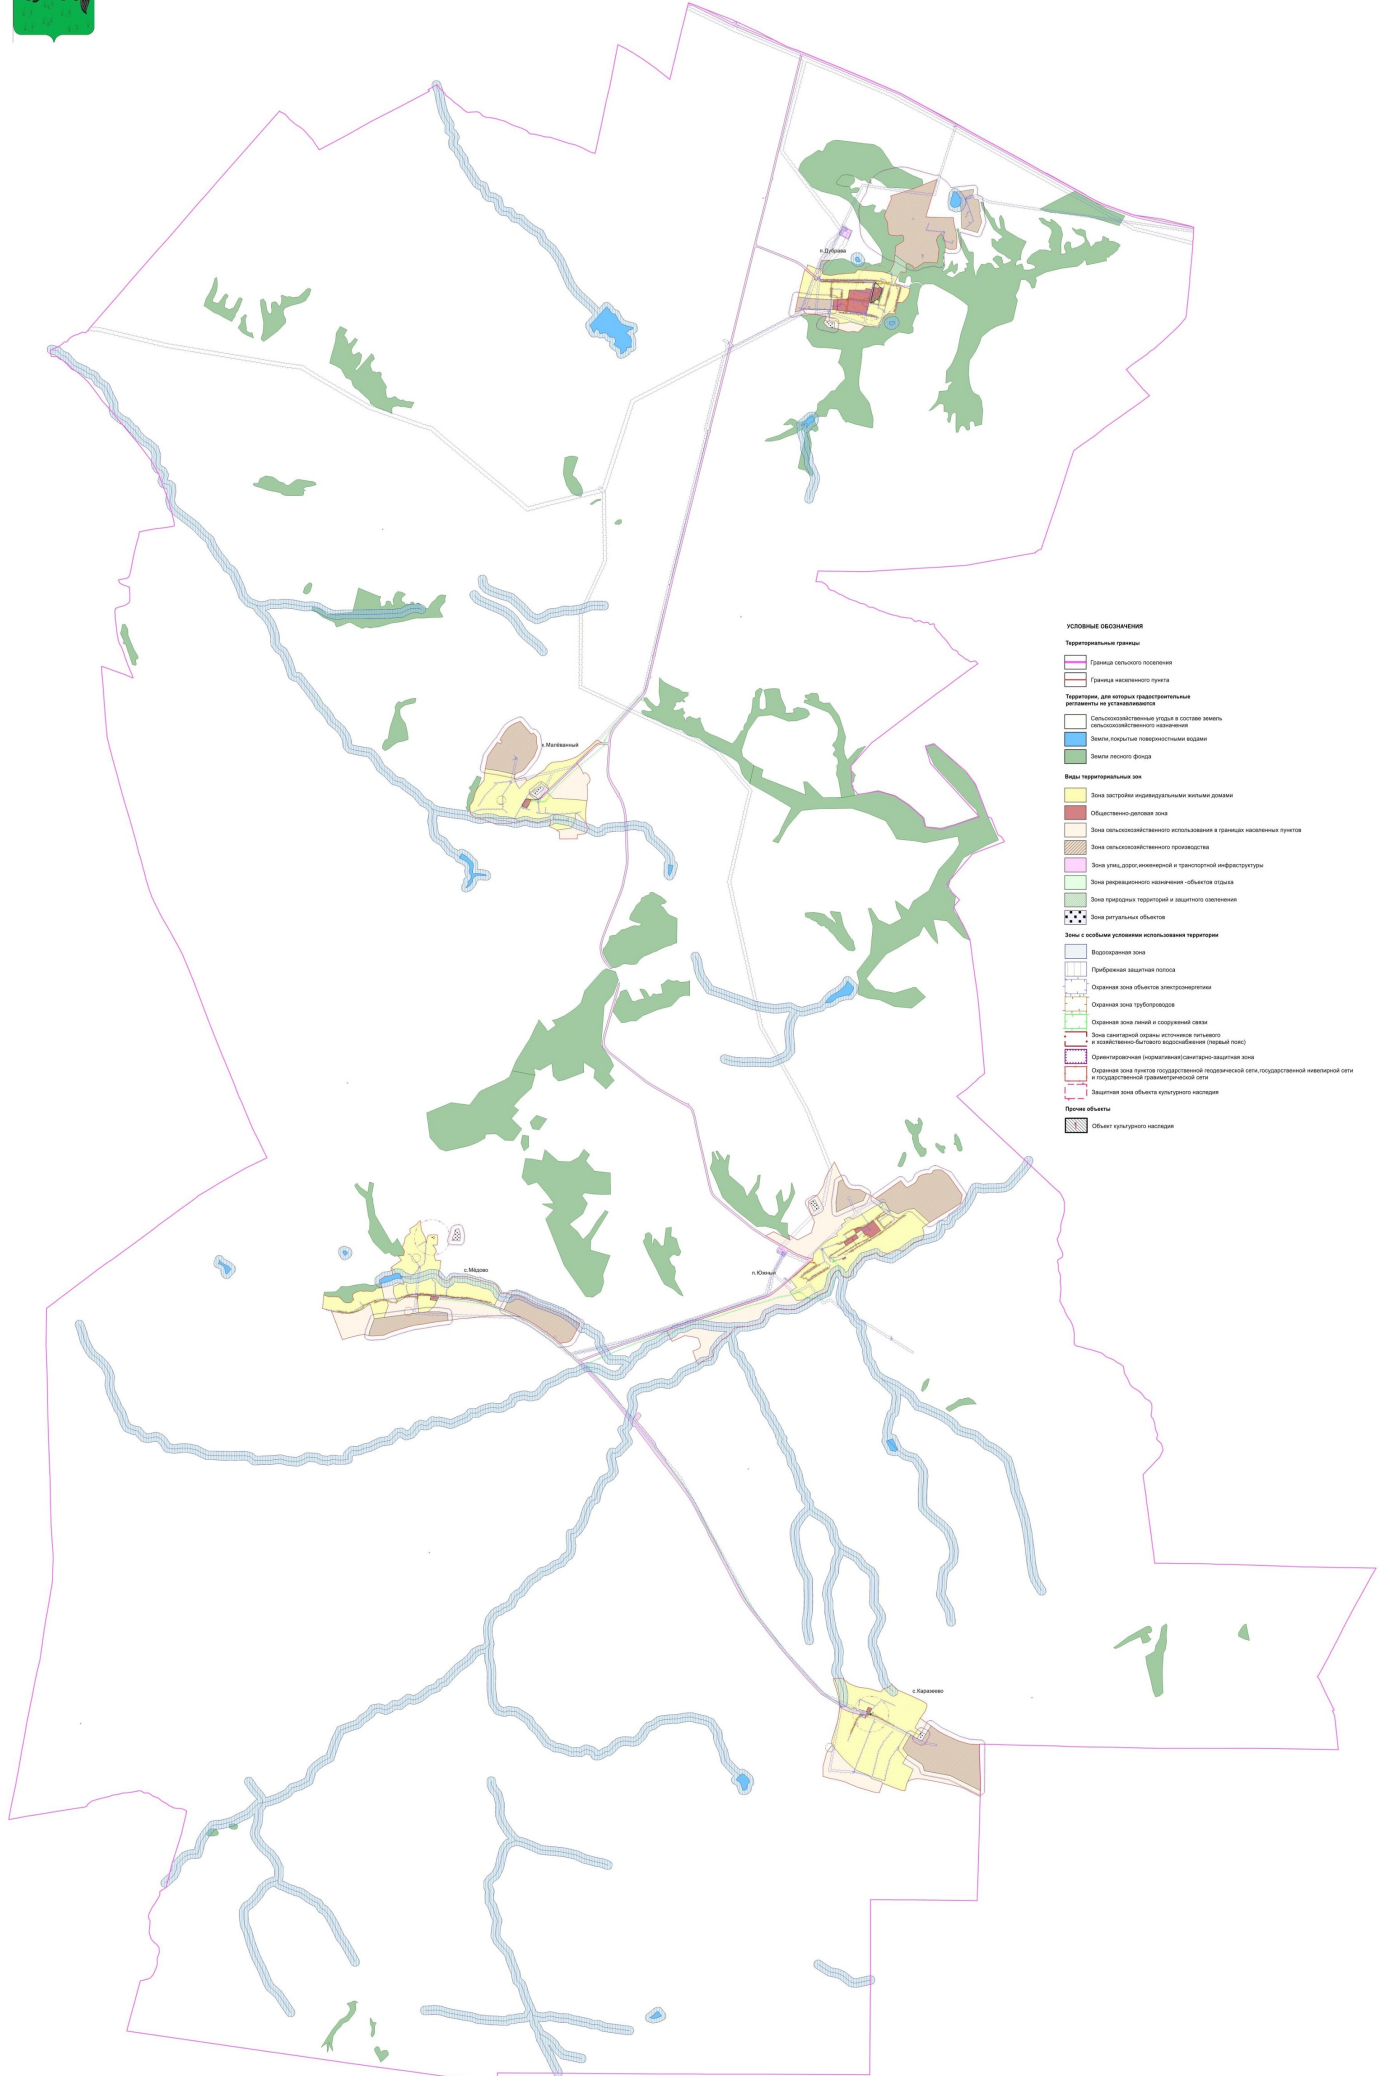 п.Дубрава
х.Малёванный
с.Мёдово
п.Южный
с.Каразеево
УСЛОВНЫЕ ОБОЗНАЧЕНИЯ
Территориальные границы
Граница сельского поселения
Граница населенного пункта
Территории, для которых градостроительные
регламенты не устанавливаются
Сельскохозяйственные угодья в составе земель
сельскохозяйственного назначения
Земли, покрытые поверхностными водами
Земли лесного фонда
Виды территориальных зон
Зона застройки индивидуальными жилыми домами
Общественно-деловая зона
Зона сельскохозяйственного использования в границах населенных пунктов
Зона сельскохозяйственного производства
Зона улиц,дорог,инженерной и транспортной инфраструктуры
Зона рекреационного назначения -объектов отдыха
Зона природных территорий и защитного озеленения
Зона ритуальных объектов
Зоны с особыми условиями использования территории
Водоохранная зона
Прибрежная защитная полоса
Охранная зона объектов электроэнергетики
Охранная зона трубопроводов
Охранная зона линий и сооружений связи
Зона санитарной охраны источников питьевого
и хозяйственно-бытового водоснабжения (первый пояс)
Ориентировочная (нормативная)санитарно-защитная зона
Охранная зона пунктов государственной геодезической сети,государственной нивелирной сети
и государственной гравиметрической сети
Защитная зона объекта культурного наследия
Прочие объекты
Объект культурного наследия